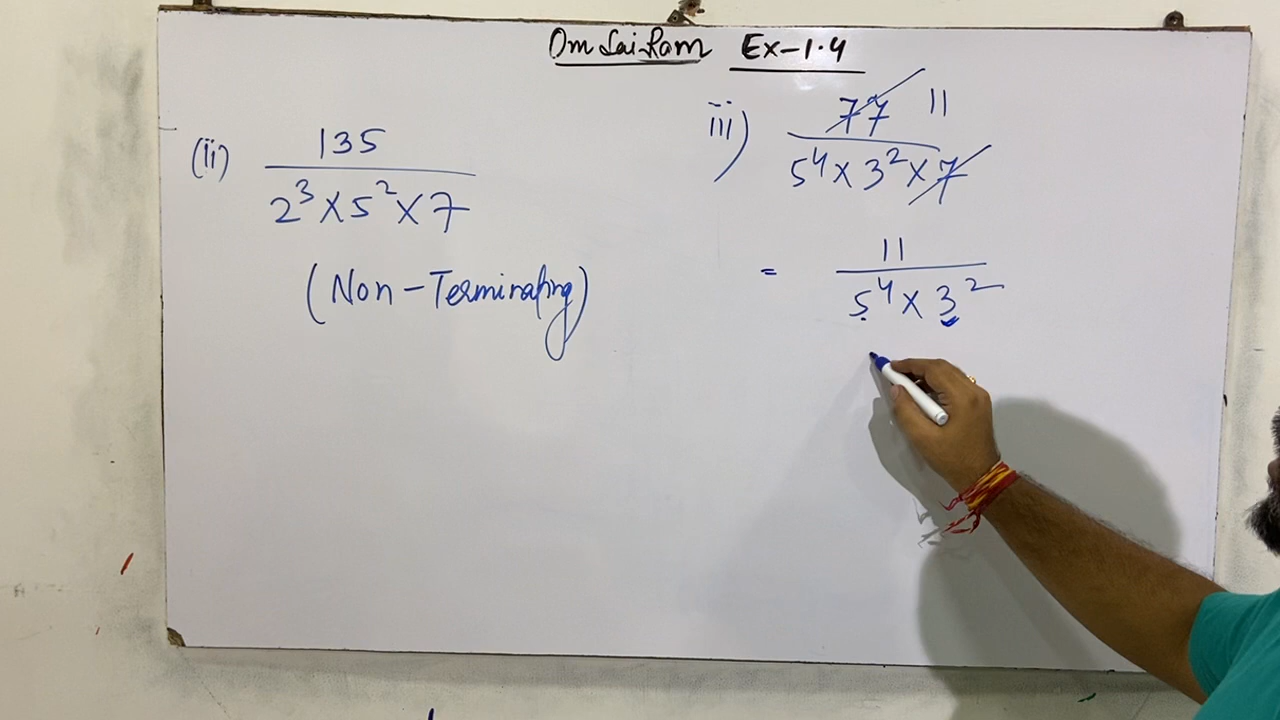 Om Sai Ram Ex-1.4
(ii) 135
2³×5²×7
(Non-Terminating)
iii) 77 11
5⁴×3²×7
= 11
5⁴×3²